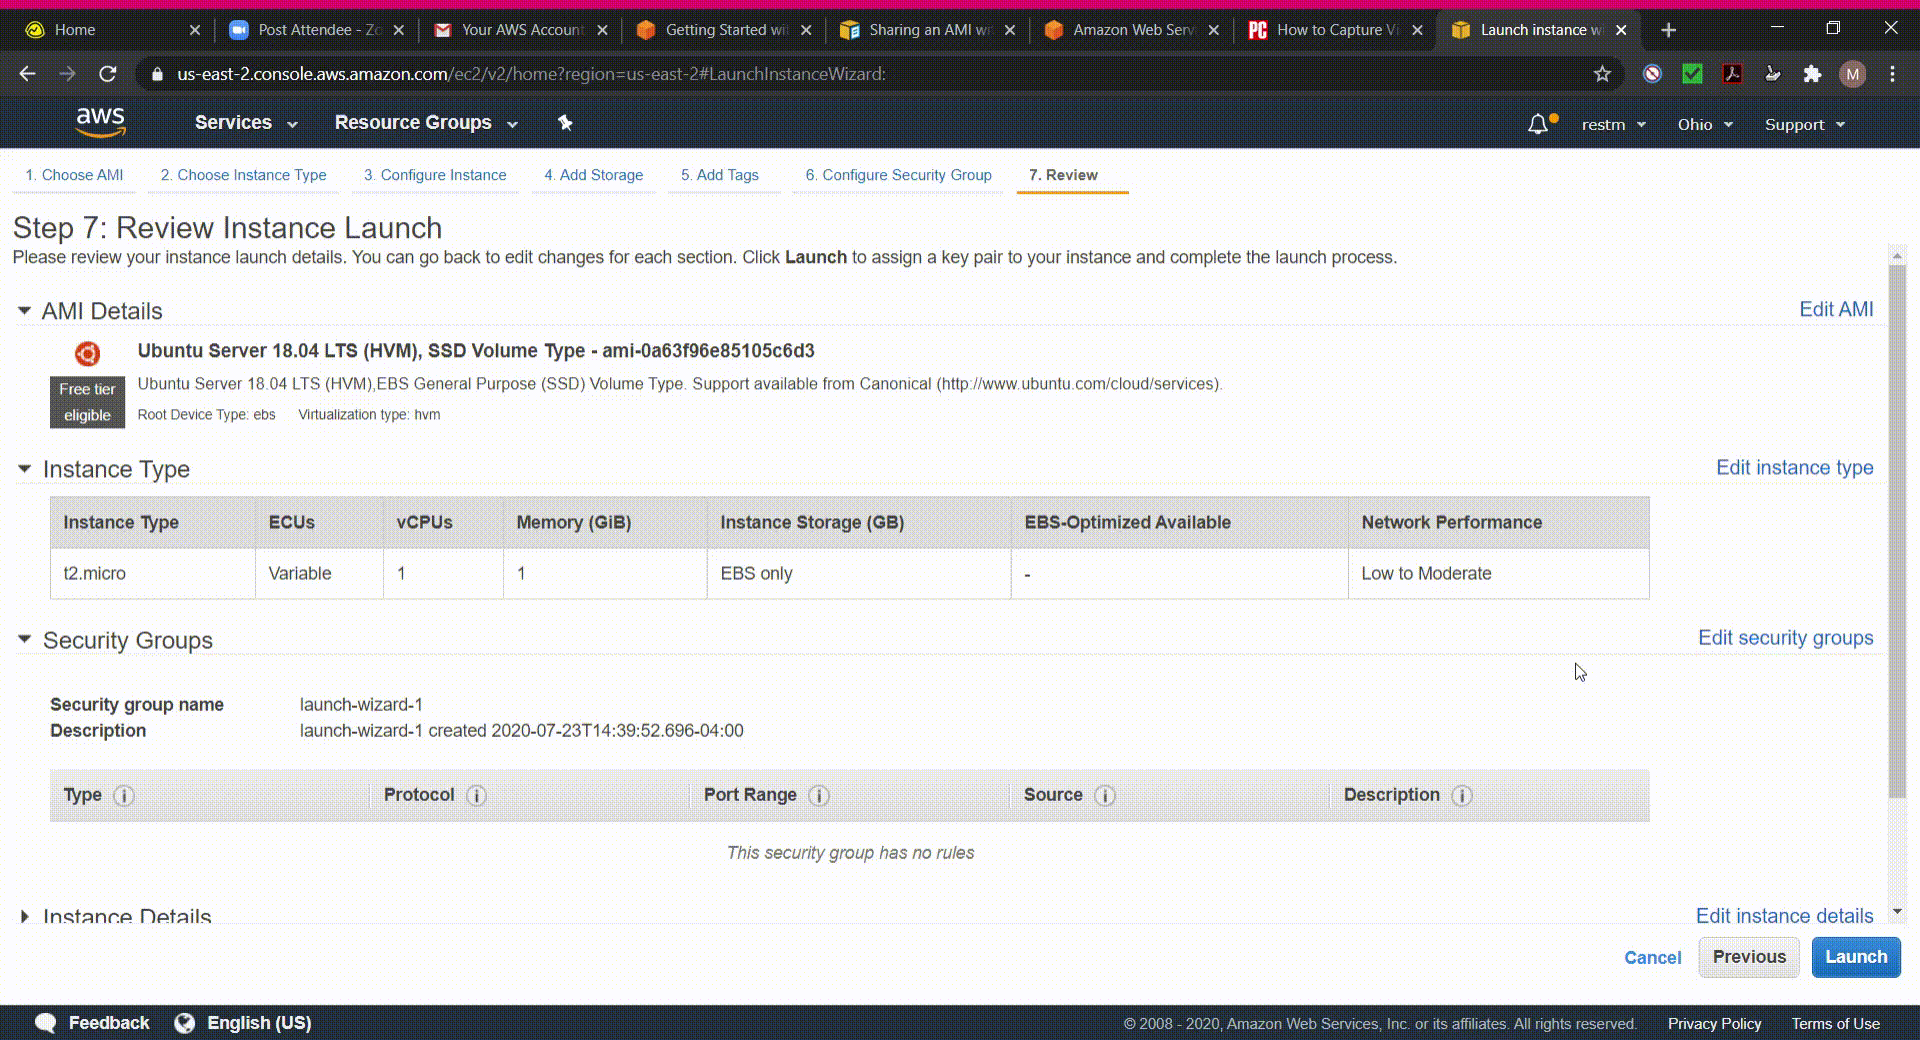 Home
Post Attendee - Zo
Your AWS Account
Getting Started wi
Sharing an AMI wi
Amazon Web Serv
PC How to Capture Vi
Launch instance w
us-east-2.console.aws.amazon.com/ec2/v2/home?region=us-east-2#LaunchInstanceWizard:
M
aws Services Resource Groups restm Ohio Support
1. Choose AMI 2. Choose Instance Type 3. Configure Instance 4. Add Storage 5. Add Tags 6. Configure Security Group 7. Review
Step 7: Review Instance Launch
Please review your instance launch details. You can go back to edit changes for each section. Click Launch to assign a key pair to your instance and complete the launch process.
AMI Details Edit AMI
Ubuntu Server 18.04 LTS (HVM), SSD Volume Type - ami-0a63f96e85105c6d3
Free tier eligible
Ubuntu Server 18.04 LTS (HVM),EBS General Purpose (SSD) Volume Type. Support available from Canonical (http://www.ubuntu.com/cloud/services).
Root Device Type: ebs Virtualization type: hvm
Instance Type Edit instance type
Instance Type ECUs vCPUs Memory (GiB) Instance Storage (GB) EBS-Optimized Available Network Performance
t2.micro Variable 1 1 EBS only - Low to Moderate
Security Groups Edit security groups
Security group name launch-wizard-1
Description launch-wizard-1 created 2020-07-23T14:39:52.696-04:00
Type Protocol Port Range Source Description
This security group has no rules
Instance Details Edit instance details
Cancel Previous Launch
Feedback English (US) © 2008 - 2020, Amazon Web Services, Inc. or its affiliates. All rights reserved. Privacy Policy Terms of Use